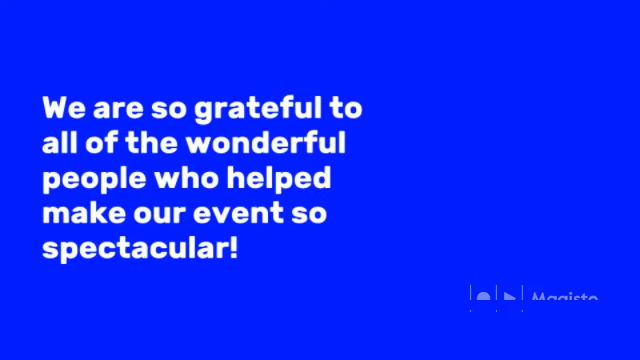 We are so grateful to
all of the wonderful
people who helped
make our event so
spectacular!
Magisto